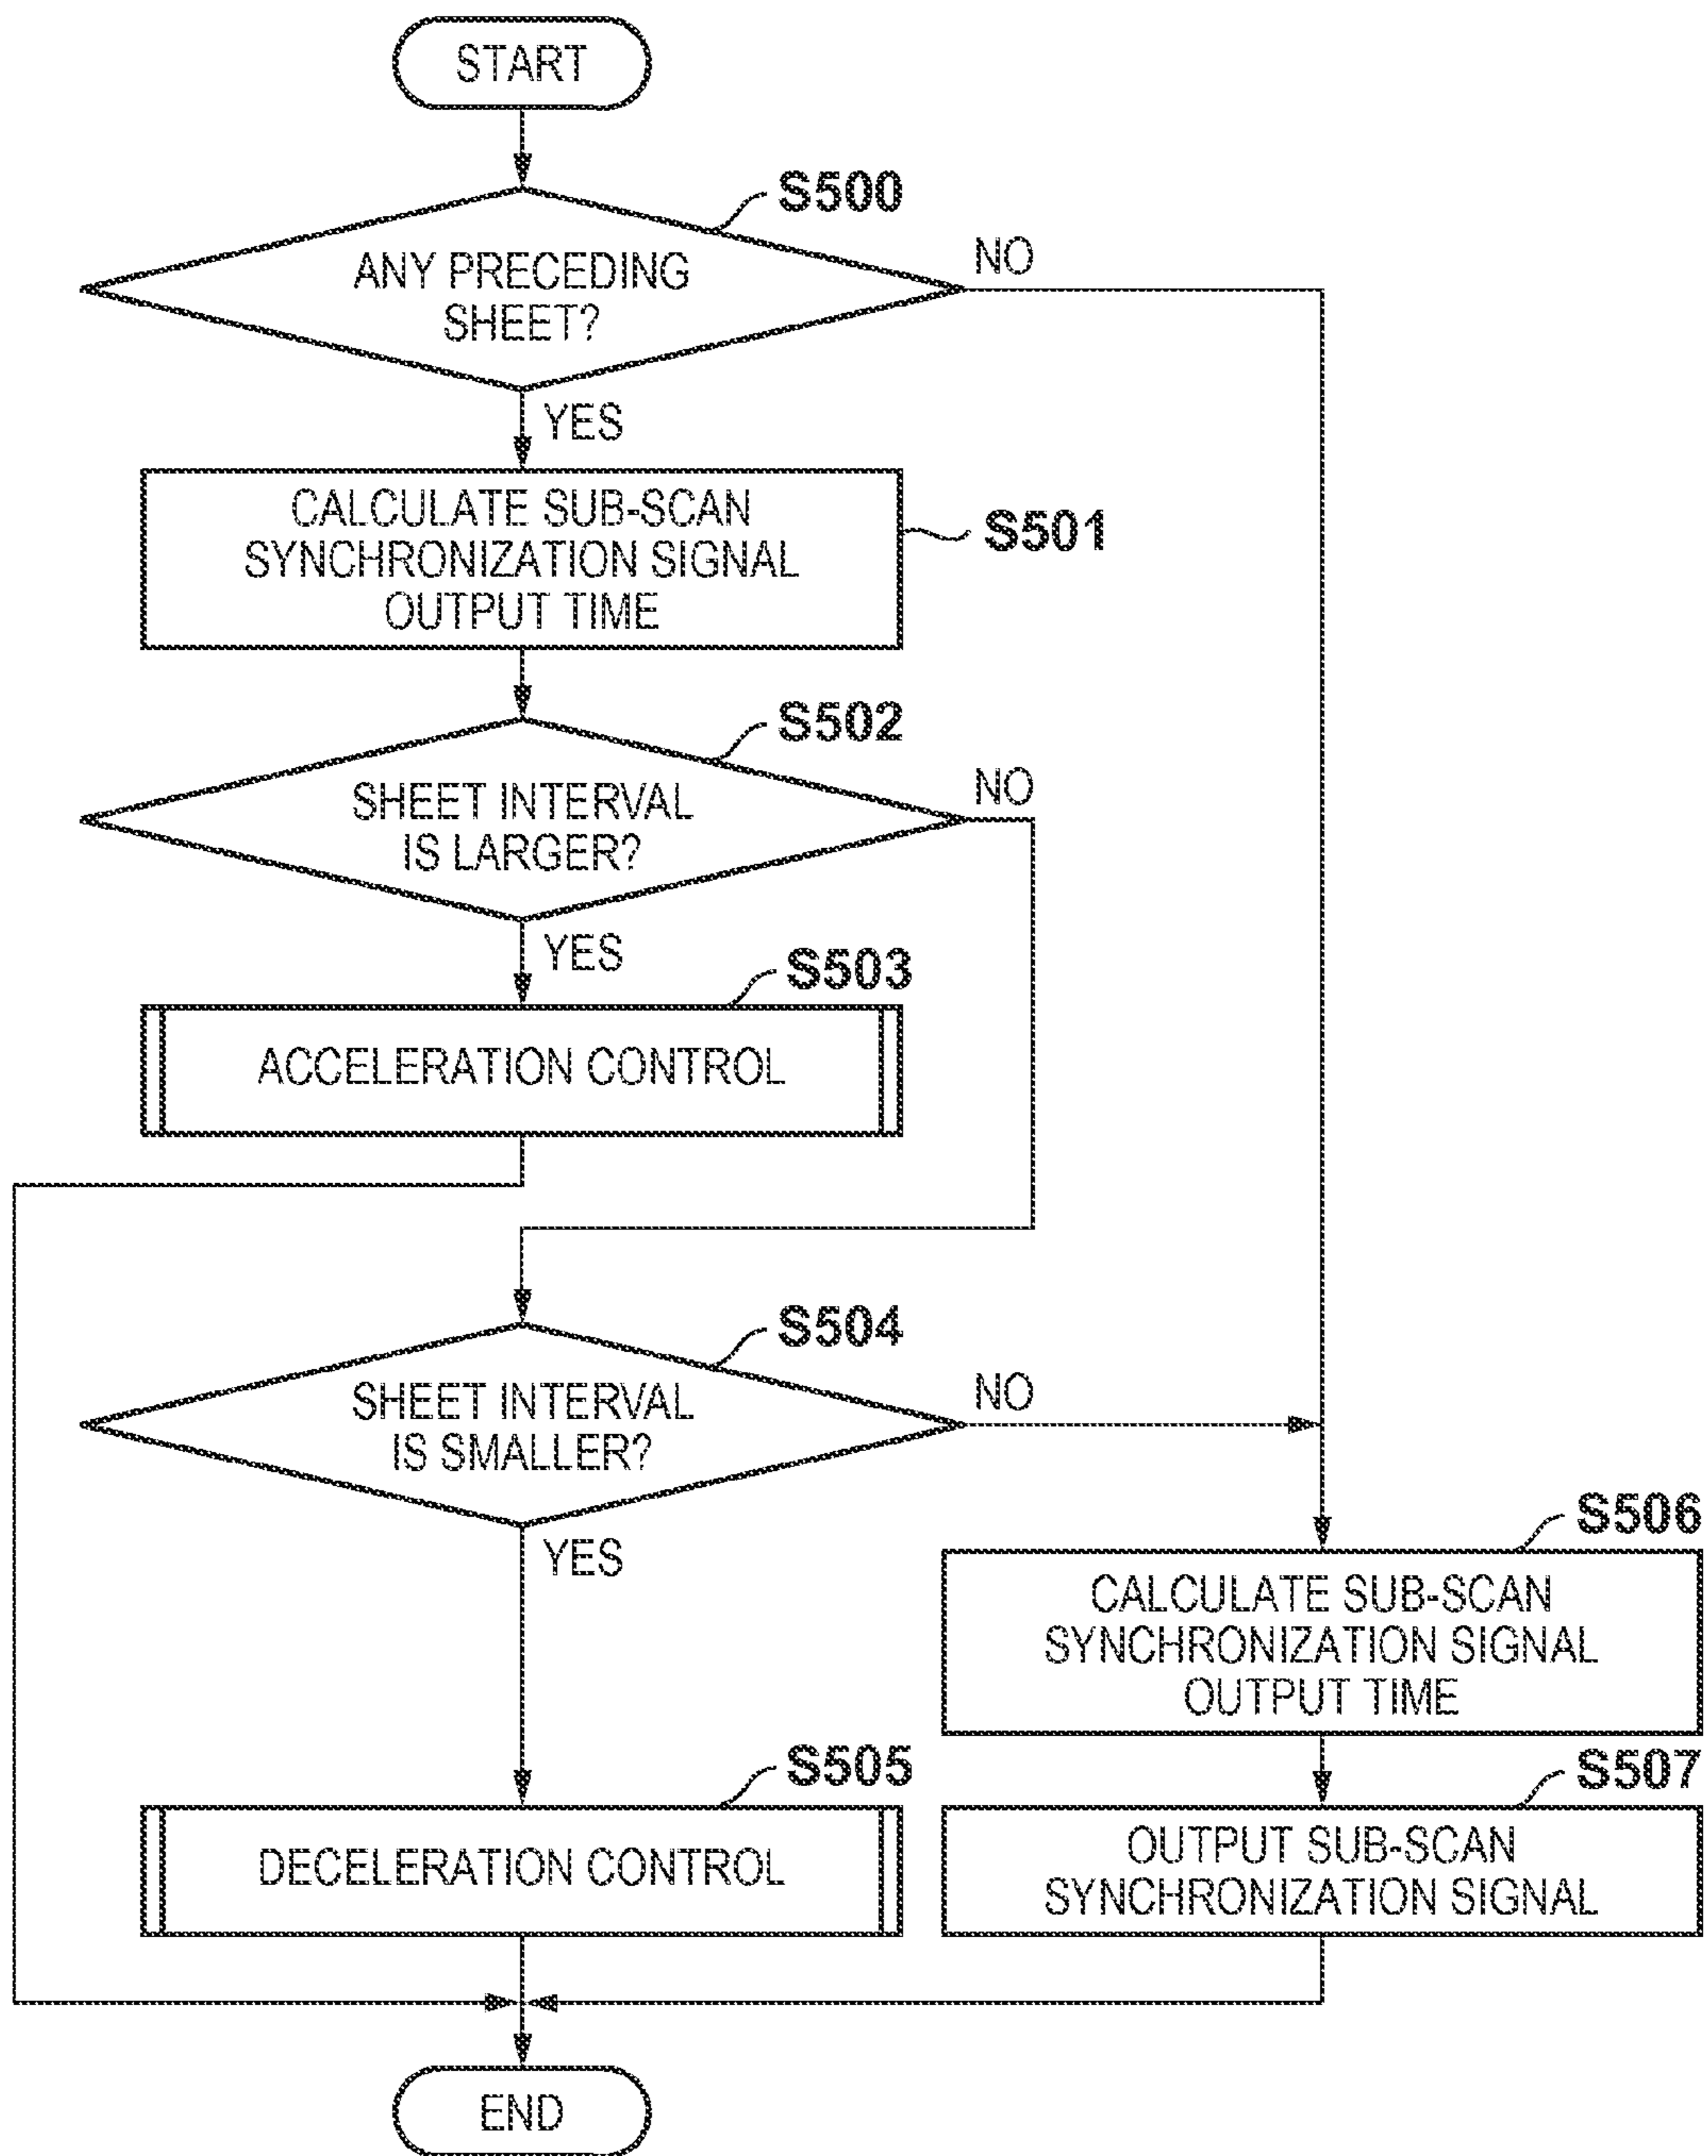 START
S500
ANY PRECEDING
SHEET?
NO
YES
CALCULATE SUB-SCAN
SYNCHRONIZATION SIGNAL
OUTPUT TIME
S501
S502
SHEET INTERVAL
IS LARGER?
NO
YES
S503
ACCELERATION CONTROL
S504
SHEET INTERVAL
IS SMALLER?
NO
YES
S506
CALCULATE SUB-SCAN
SYNCHRONIZATION SIGNAL
OUTPUT TIME
S505
DECELERATION CONTROL
S507
OUTPUT SUB-SCAN
SYNCHRONIZATION SIGNAL
END